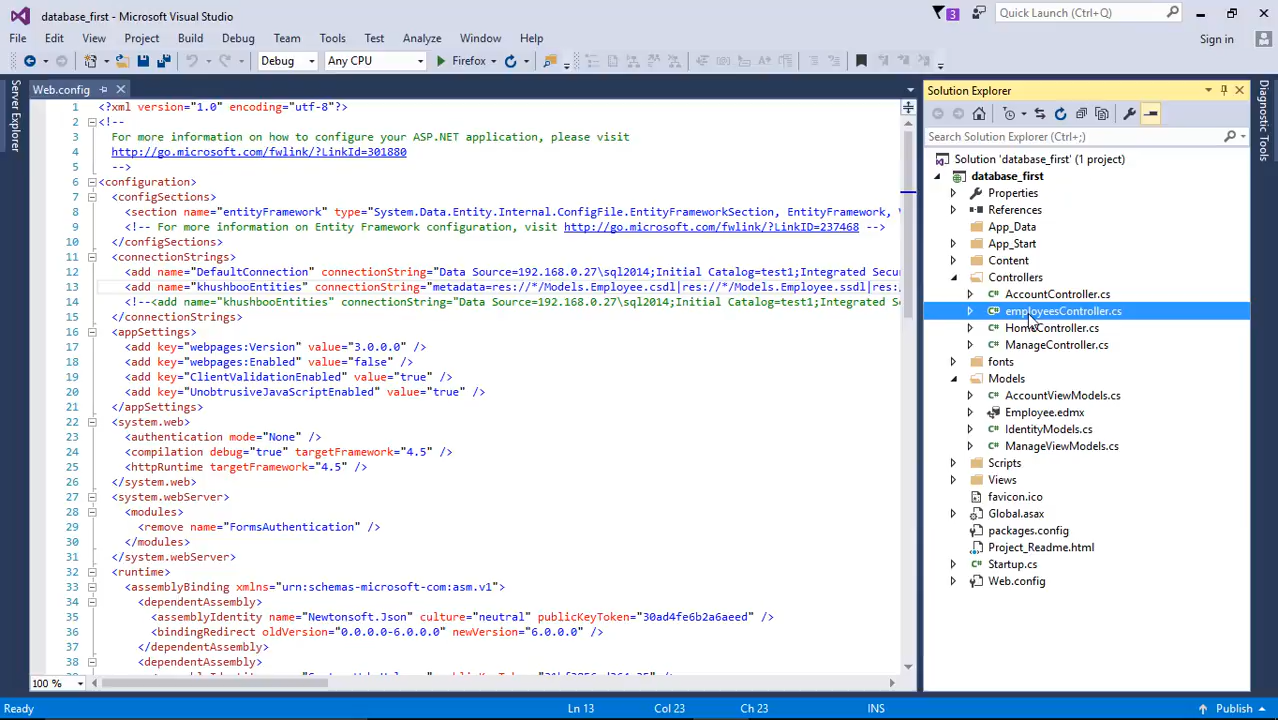 database_first - Microsoft Visual Studio
3
Quick Launch (Ctrl+Q)
File Edit View Project Build Debug Team Tools Test Analyze Window Help
Sign in
Debug Any CPU Firefox
Server Explorer
Web.config
1 <?xml version="1.0" encoding="utf-8"?>
2 <!--
3 For more information on how to configure your ASP.NET application, please visit
4 http://go.microsoft.com/fwlink/?LinkId=301880
5 -->
6 <configuration>
7 <configSections>
8 <section name="entityFramework" type="System.Data.Entity.Internal.ConfigFile.EntityFrameworkSection, EntityFramework, V
9 <!-- For more information on Entity Framework configuration, visit http://go.microsoft.com/fwlink/?LinkID=237468 -->
10 </configSections>
11 <connectionStrings>
12 <add name="DefaultConnection" connectionString="Data Source=192.168.0.27\sql2014;Initial Catalog=test1;Integrated Secu
13 <add name="khushbooEntities" connectionString="metadata=res://*/Models.Employee.csdl|res://*/Models.Employee.ssdl|res:/
14 <!--<add name="khushbooEntities" connectionString="Data Source=192.168.0.27\sql2014;Initial Catalog=test1;Integrated Se
15 </connectionStrings>
16 <appSettings>
17 <add key="webpages:Version" value="3.0.0.0" />
18 <add key="webpages:Enabled" value="false" />
19 <add key="ClientValidationEnabled" value="true" />
20 <add key="UnobtrusiveJavaScriptEnabled" value="true" />
21 </appSettings>
22 <system.web>
23 <authentication mode="None" />
24 <compilation debug="true" targetFramework="4.5" />
25 <httpRuntime targetFramework="4.5" />
26 </system.web>
27 <system.webServer>
28 <modules>
29 <remove name="FormsAuthentication" />
30 </modules>
31 </system.webServer>
32 <runtime>
33 <assemblyBinding xmlns="urn:schemas-microsoft-com:asm.v1">
34 <dependentAssembly>
35 <assemblyIdentity name="Newtonsoft.Json" culture="neutral" publicKeyToken="30ad4fe6b2a6aeed" />
36 <bindingRedirect oldVersion="0.0.0.0-6.0.0.0" newVersion="6.0.0.0" />
37 </dependentAssembly>
38 <dependentAssembly>
100 %
Solution Explorer
Search Solution Explorer (Ctrl+;)
Solution 'database_first' (1 project)
database_first
Properties
References
App_Data
App_Start
Content
Controllers
AccountController.cs
employeesController.cs
HomeController.cs
ManageController.cs
fonts
Models
AccountViewModels.cs
Employee.edmx
IdentityModels.cs
ManageViewModels.cs
Scripts
Views
favicon.ico
Global.asax
packages.config
Project_Readme.html
Startup.cs
Web.config
Diagnostic Tools
Ready Ln 13 Col 23 Ch 23 INS Publish